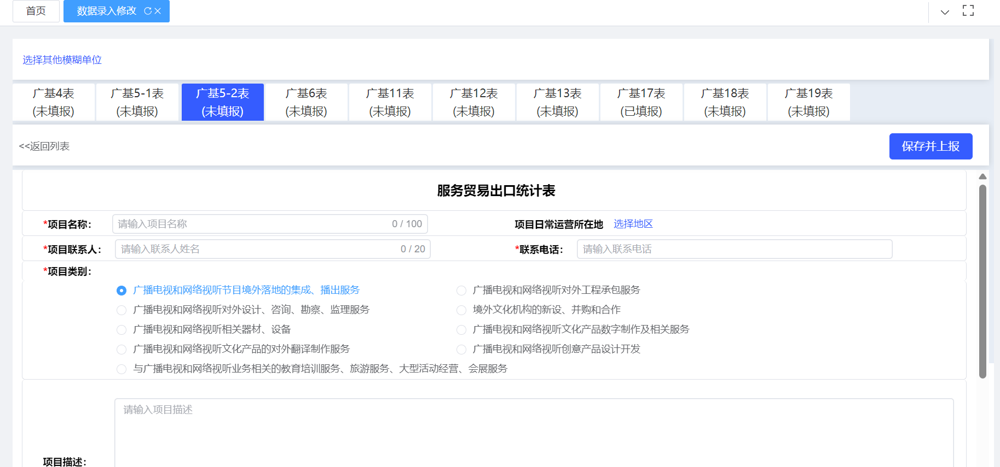 首页 数据录入修改
选择其他模糊单位
广基4表 广基5-1表 广基5-2表 广基6表 广基11表 广基12表 广基13表 广基17表 广基18表 广基19表
(未填报) (未填报) (未填报) (未填报) (未填报) (未填报) (未填报) (已填报) (未填报) (未填报)
<<返回列表 保存并上报
服务贸易出口统计表
*项目名称： 请输入项目名称 0 / 100 项目日常运营所在地 选择地区
*项目联系人： 请输入联系人姓名 0 / 20 *联系电话： 请输入联系电话
*项目类别：
广播电视和网络视听节目境外落地的集成、播出服务 广播电视和网络视听对外工程承包服务
广播电视和网络视听对外设计、咨询、勘察、监理服务 境外文化机构的新设、并购和合作
广播电视和网络视听相关器材、设备 广播电视和网络视听文化产品数字制作及相关服务
广播电视和网络视听文化产品的对外翻译制作服务 广播电视和网络视听创意产品设计开发
与广播电视和网络视听业务相关的教育培训服务、旅游服务、大型活动经营、会展服务
请输入项目描述
项目描述：